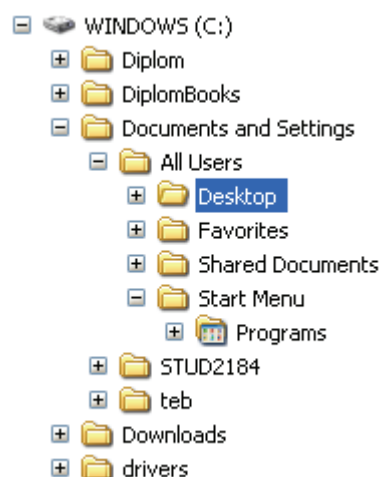 WINDOWS (C:)
Diplom
DiplomBooks
Documents and Settings
All Users
Desktop
Favorites
Shared Documents
Start Menu
Programs
STUD2184
teb
Downloads
drivers